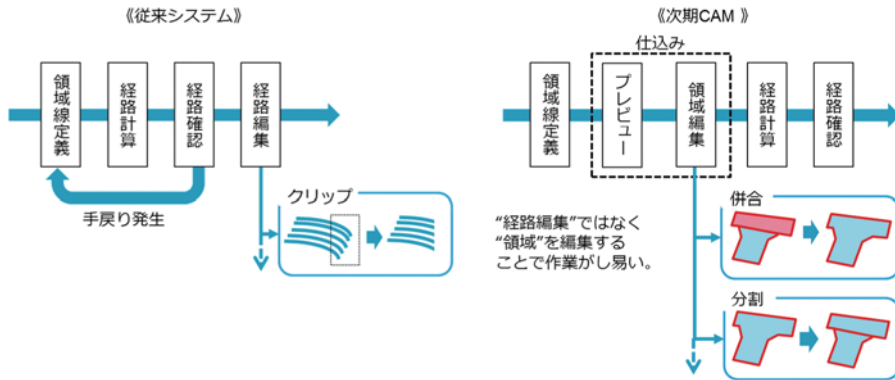 《従来システム》
領域線定義
経路計算
経路確認
経路編集
手戻り発生
クリップ
《次期CAM 》
仕込み
領域線定義
プレビュー
領域編集
経路計算
経路確認
“経路編集”ではなく
“領域”を編集する
ことで作業がし易い。
併合
分割